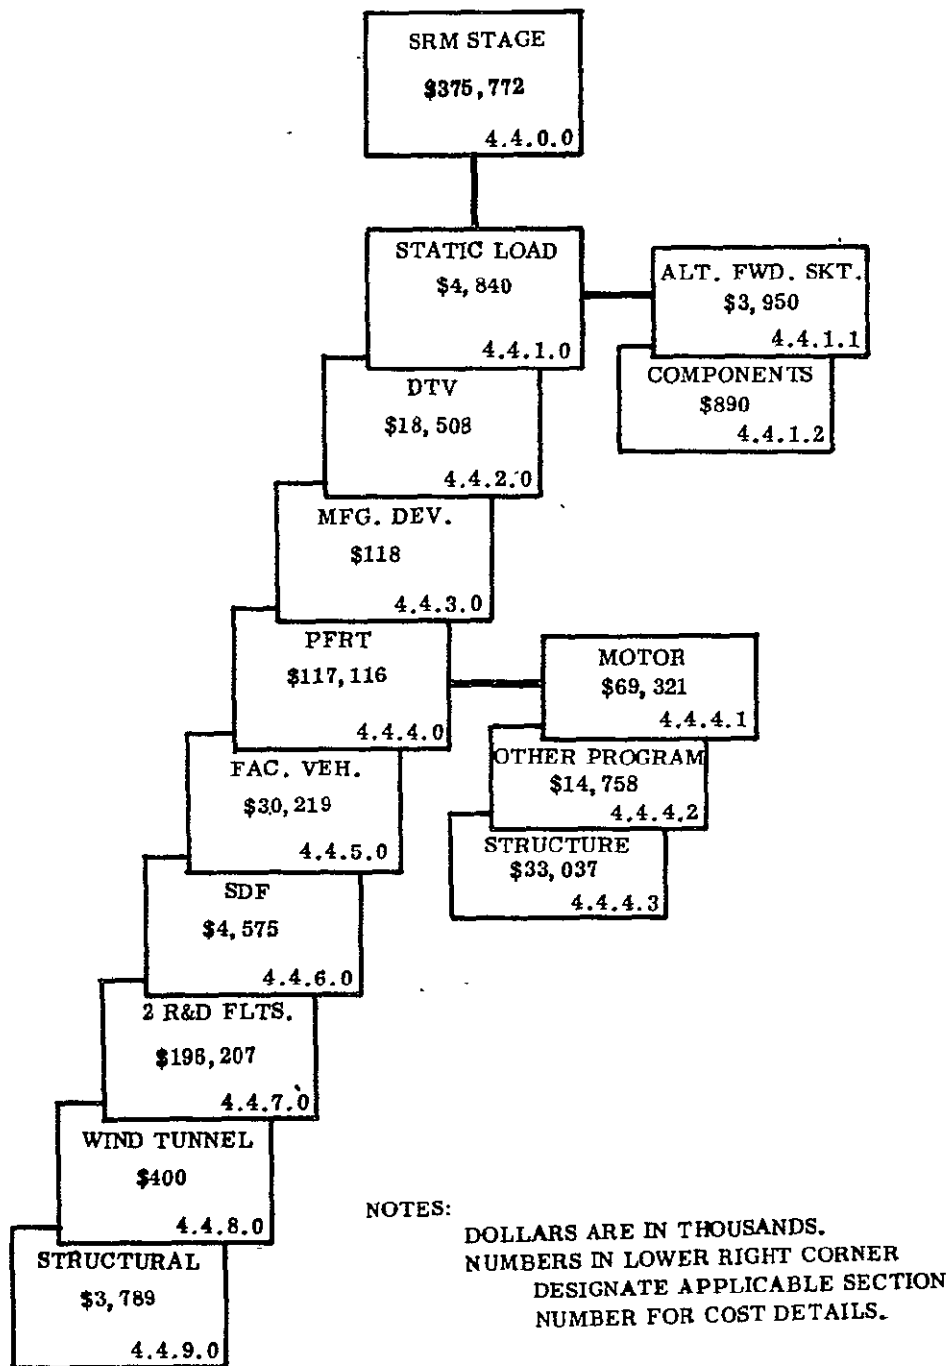 SRM STAGE
$375,772
4.4.0.0
STATIC LOAD
$4,840
4.4.1.0
ALT. FWD. SKT.
$3,950
4.4.1.1
COMPONENTS
$890
4.4.1.2
DTV
$18,508
4.4.2.0
MFG. DEV.
$118
4.4.3.0
PFRT
$117,116
4.4.4.0
MOTOR
$69,321
4.4.4.1
OTHER PROGRAM
$14,758
4.4.4.2
STRUCTURE
$33,037
4.4.4.3
FAC. VEH.
$30,219
4.4.5.0
SDF
$4,575
4.4.6.0
2 R&D FLTS.
$196,207
4.4.7.0
WIND TUNNEL
$400
4.4.8.0
STRUCTURAL
$3,789
4.4.9.0
NOTES:
DOLLARS ARE IN THOUSANDS.
NUMBERS IN LOWER RIGHT CORNER
DESIGNATE APPLICABLE SECTION
NUMBER FOR COST DETAILS.